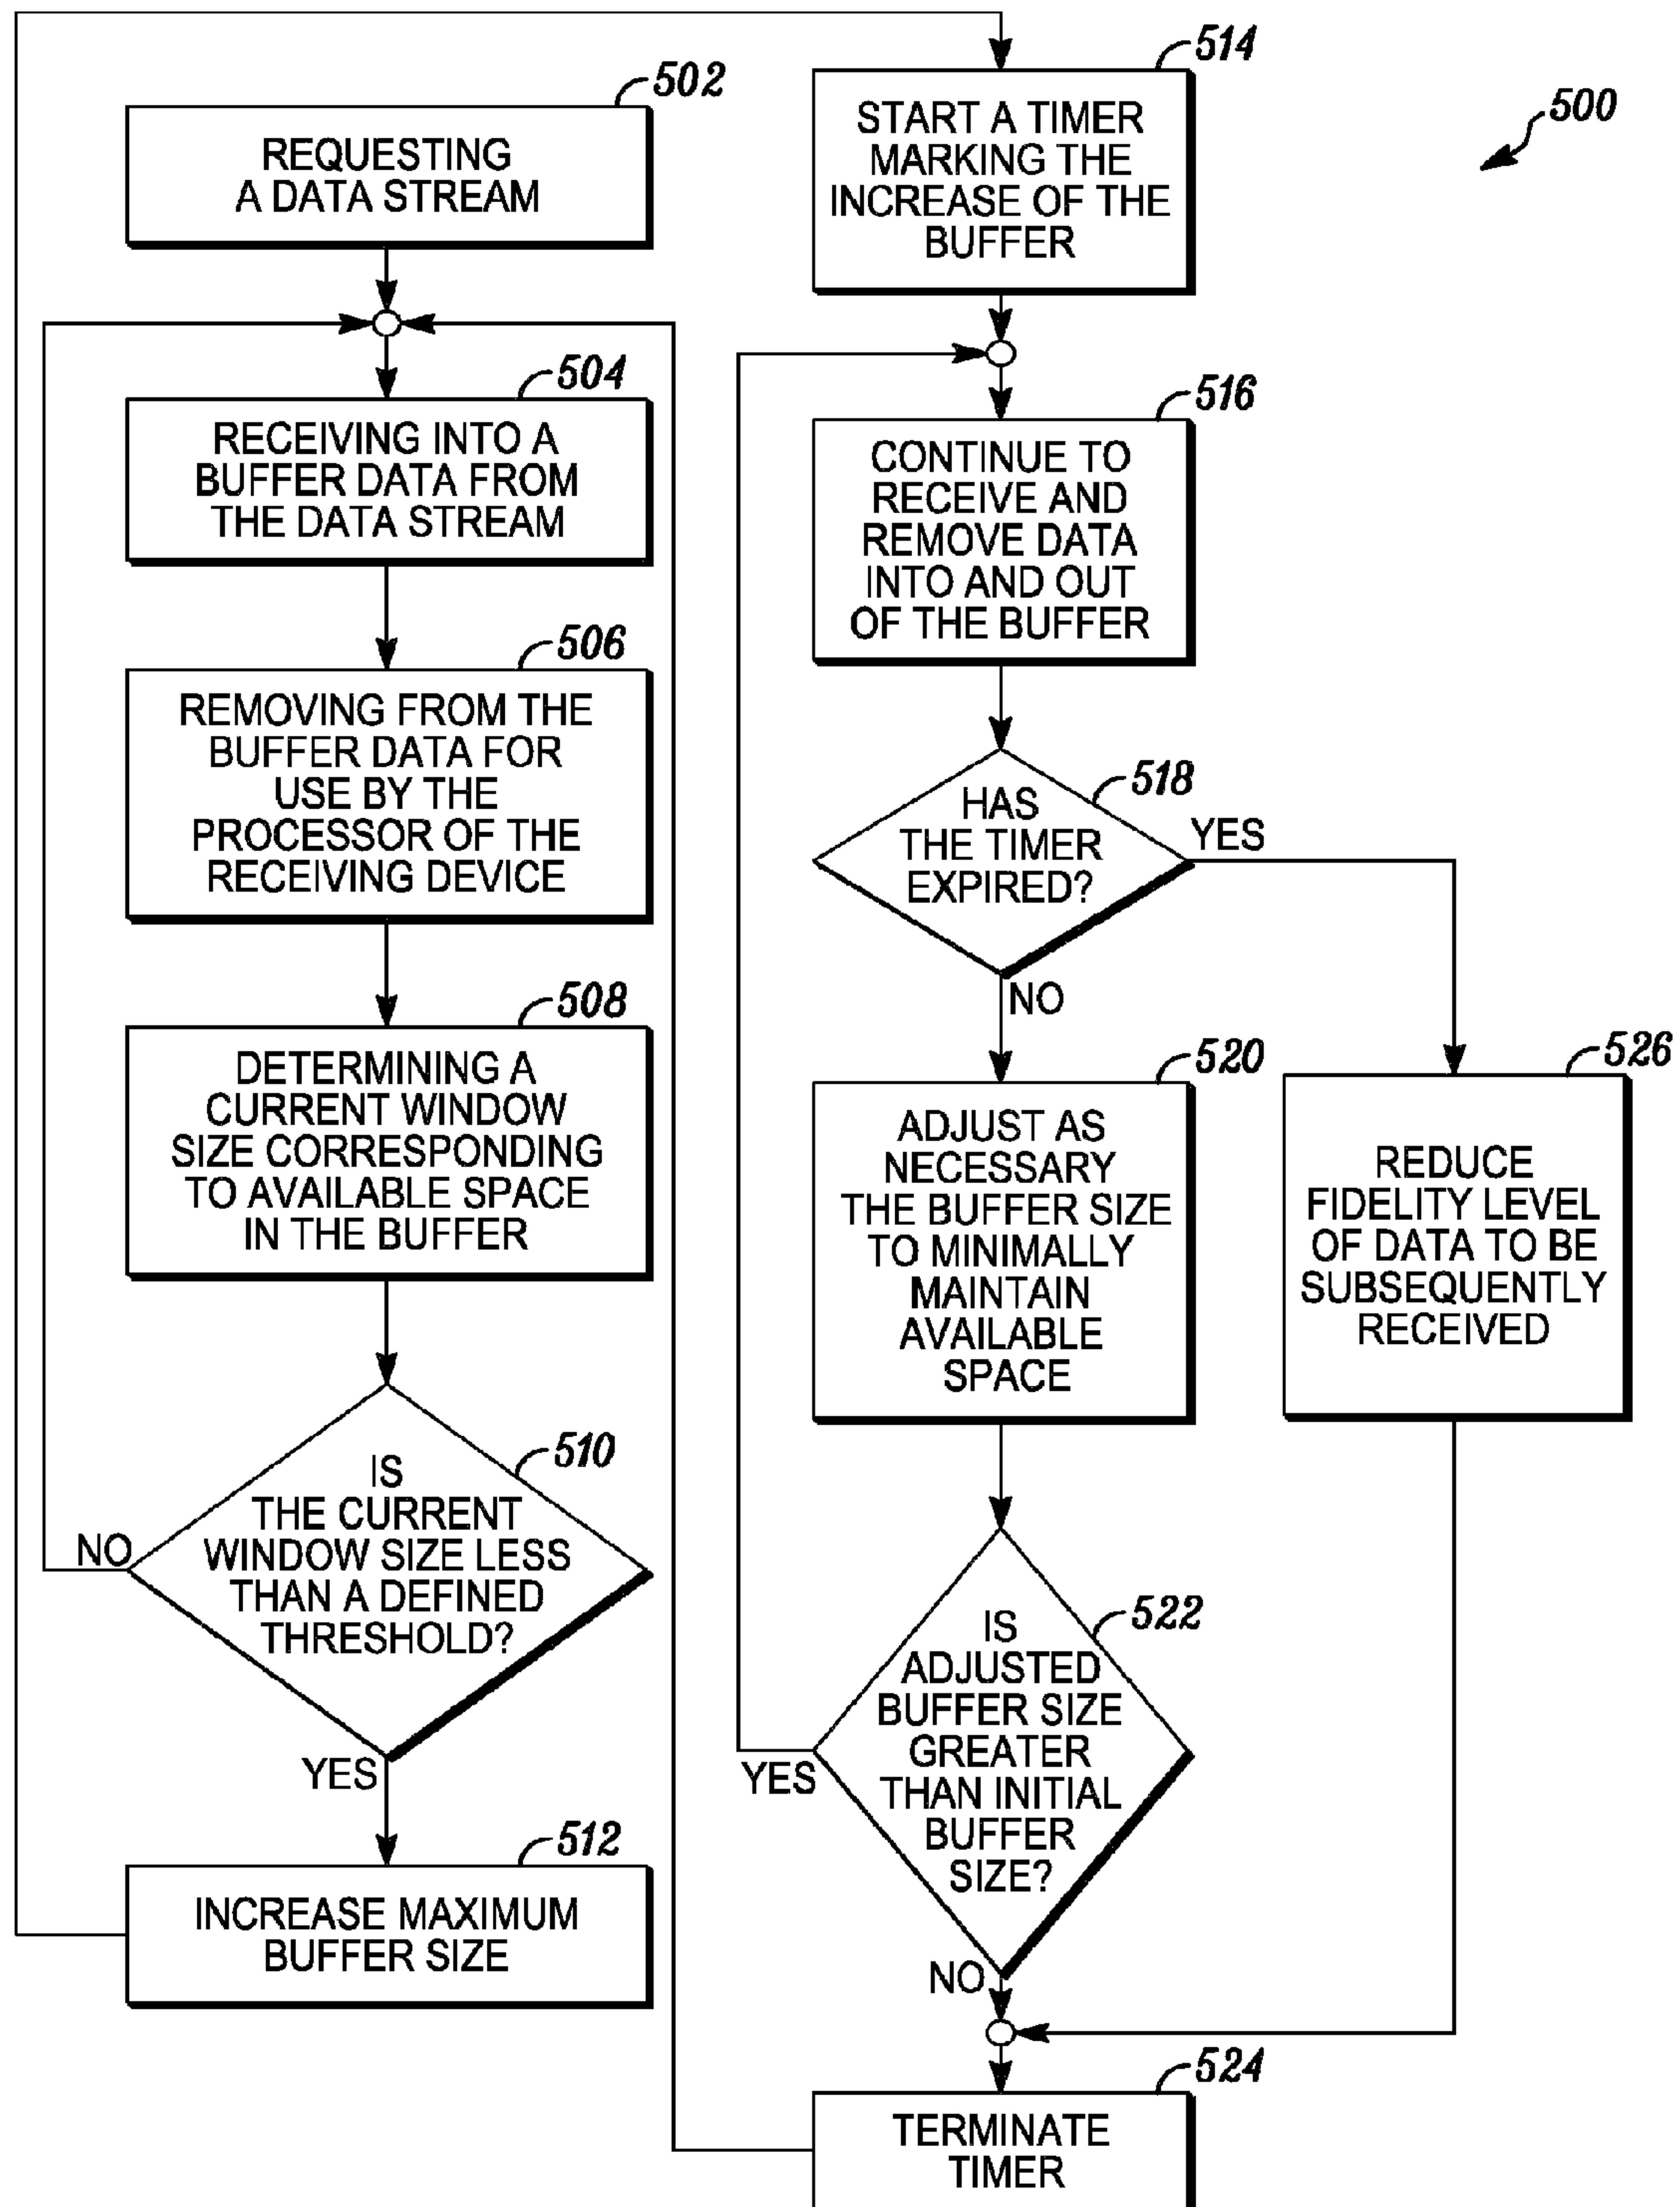 502
REQUESTING
A DATA STREAM
504
RECEIVING INTO A
BUFFER DATA FROM
THE DATA STREAM
506
REMOVING FROM THE
BUFFER DATA FOR
USE BY THE
PROCESSOR OF THE
RECEIVING DEVICE
508
DETERMINING A
CURRENT WINDOW
SIZE CORRESPONDING
TO AVAILABLE SPACE
IN THE BUFFER
510
IS
THE CURRENT
WINDOW SIZE LESS
THAN A DEFINED
THRESHOLD?
NO
YES
512
INCREASE MAXIMUM
BUFFER SIZE
514
START A TIMER
MARKING THE
INCREASE OF THE
BUFFER
516
CONTINUE TO
RECEIVE AND
REMOVE DATA
INTO AND OUT
OF THE BUFFER
518
HAS
THE TIMER
EXPIRED?
YES
NO
520
ADJUST AS
NECESSARY
THE BUFFER SIZE
TO MINIMALLY
MAINTAIN
AVAILABLE
SPACE
522
IS
ADJUSTED
BUFFER SIZE
GREATER
THAN INITIAL
BUFFER
SIZE?
YES
NO
524
TERMINATE
TIMER
500
526
REDUCE
FIDELITY LEVEL
OF DATA TO BE
SUBSEQUENTLY
RECEIVED